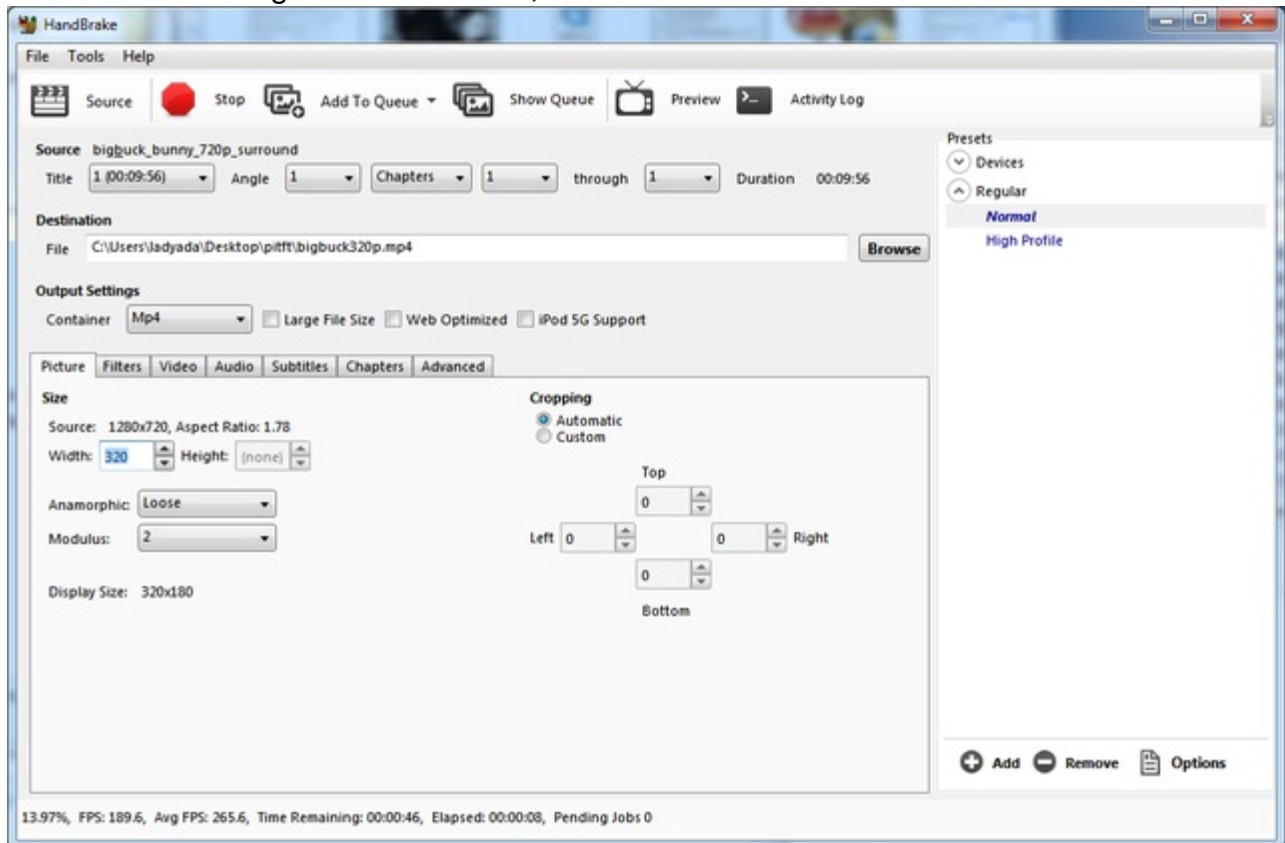 HandBrake
File Tools Help
Source Stop Add To Queue Show Queue Preview Activity Log
Source bigbuck_bunny_720p_surround
Title 1 (00:09:56) Angle 1 Chapters 1 through 1 Duration 00:09:56
Destination
File C:\Users\ladyada\Desktop\pitft\bigbuck320p.mp4 Browse
Output Settings
Container Mp4 Large File Size Web Optimized iPod 5G Support
Picture Filters Video Audio Subtitles Chapters Advanced
Size
Source: 1280x720, Aspect Ratio: 1.78
Width: 320 Height: (none)
Anamorphic: Loose
Modulus: 2
Display Size: 320x180
Cropping
Automatic
Custom
Top
0
Left 0 0 Right
0
Bottom
Presets
Devices
Regular
Normal
High Profile
Add Remove Options
13.97%, FPS: 189.6, Avg FPS: 265.6, Time Remaining: 00:00:46, Elapsed: 00:00:08, Pending Jobs 0